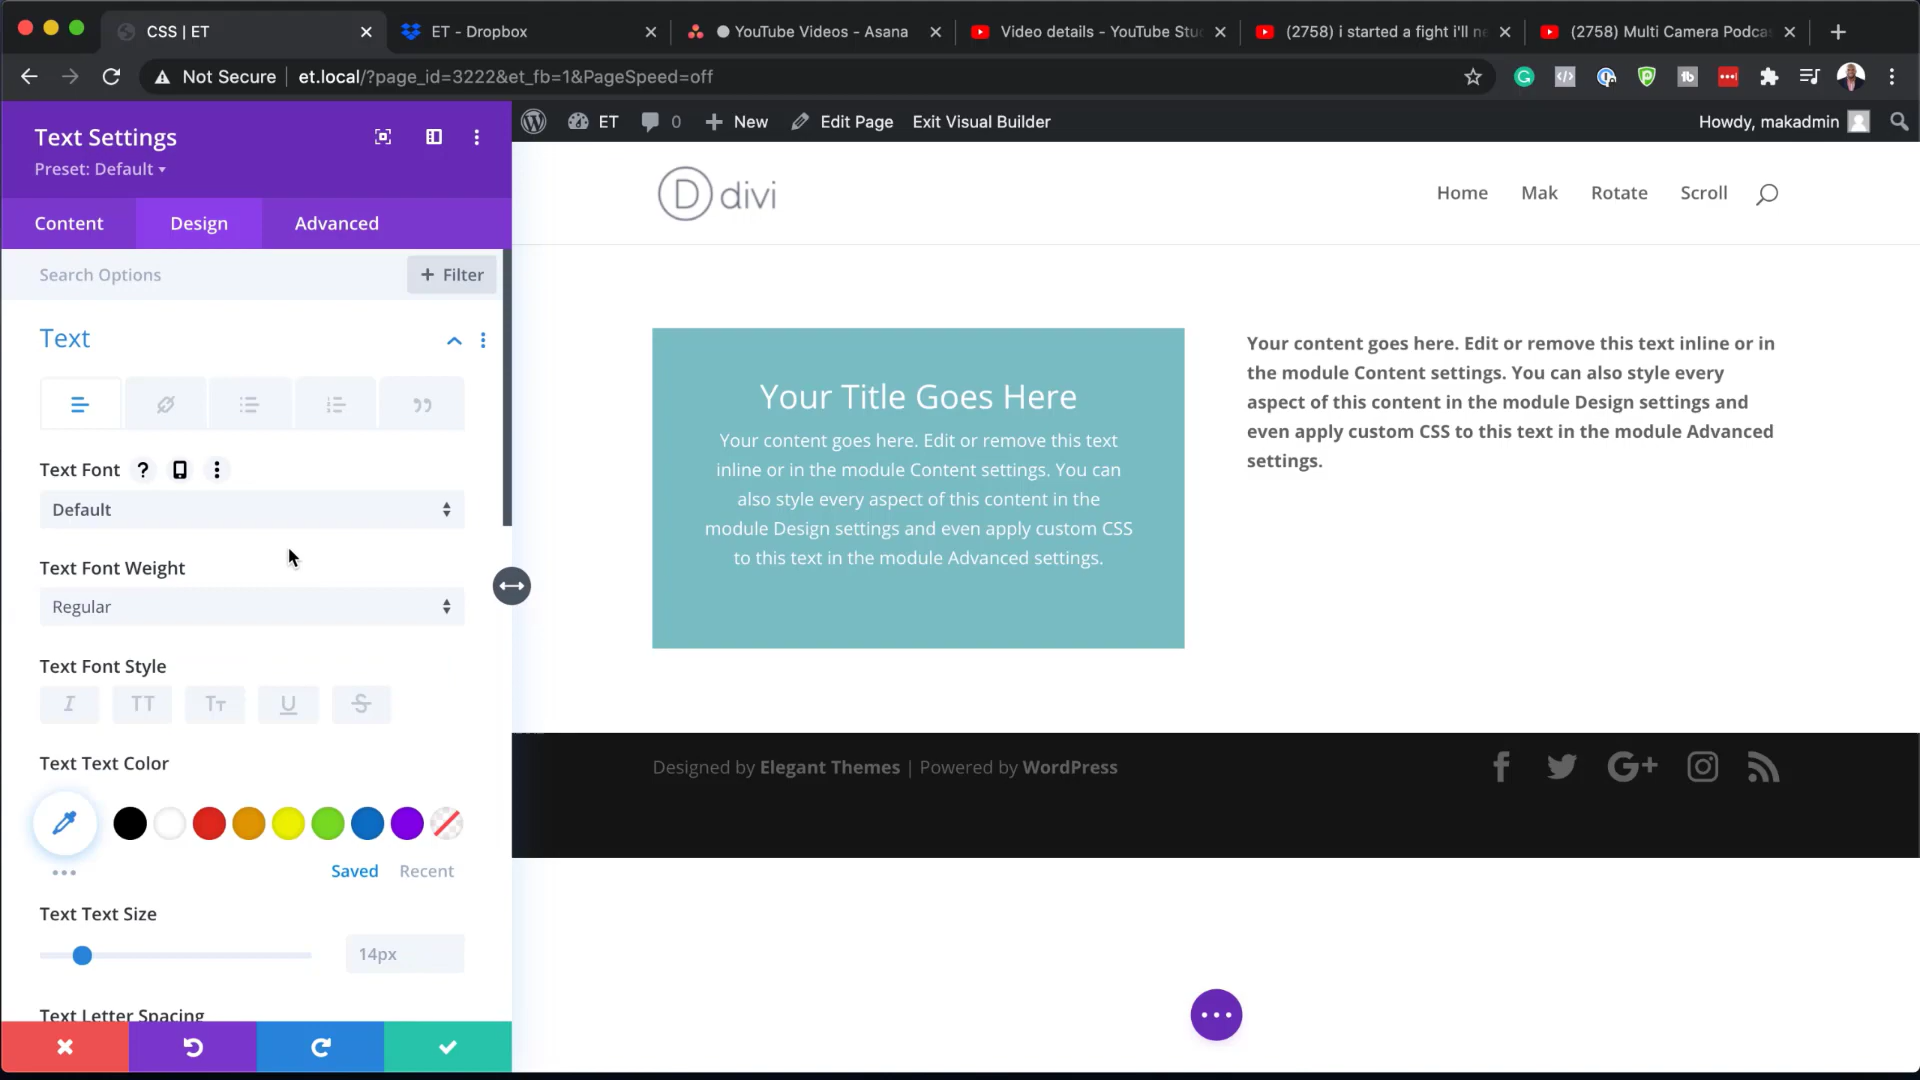 CSS | ET
ET - Dropbox
YouTube Videos - Asana
Video details - YouTube Stu
(2758) i started a fight i'll ne
(2758) Multi Camera Podca
Not Secure
et.local/?page_id=3222&et_fb=1&PageSpeed=off
ET
0
New
Edit Page
Exit Visual Builder
Howdy, makadmin
Text Settings
Preset: Default
Content
Design
Advanced
Search Options
+ Filter
Text
Text Font
?
Default
Text Font Weight
Regular
Text Font Style
I
TT
Tт
U
S
Text Text Color
Saved
Recent
Text Text Size
14px
Text Letter Spacing
D divi
Home
Mak
Rotate
Scroll
Your Title Goes Here
Your content goes here. Edit or remove this text
inline or in the module Content settings. You can
also style every aspect of this content in the
module Design settings and even apply custom CSS
to this text in the module Advanced settings.
Your content goes here. Edit or remove this text inline or in
the module Content settings. You can also style every
aspect of this content in the module Design settings and
even apply custom CSS to this text in the module Advanced
settings.
Designed by Elegant Themes | Powered by WordPress
G+